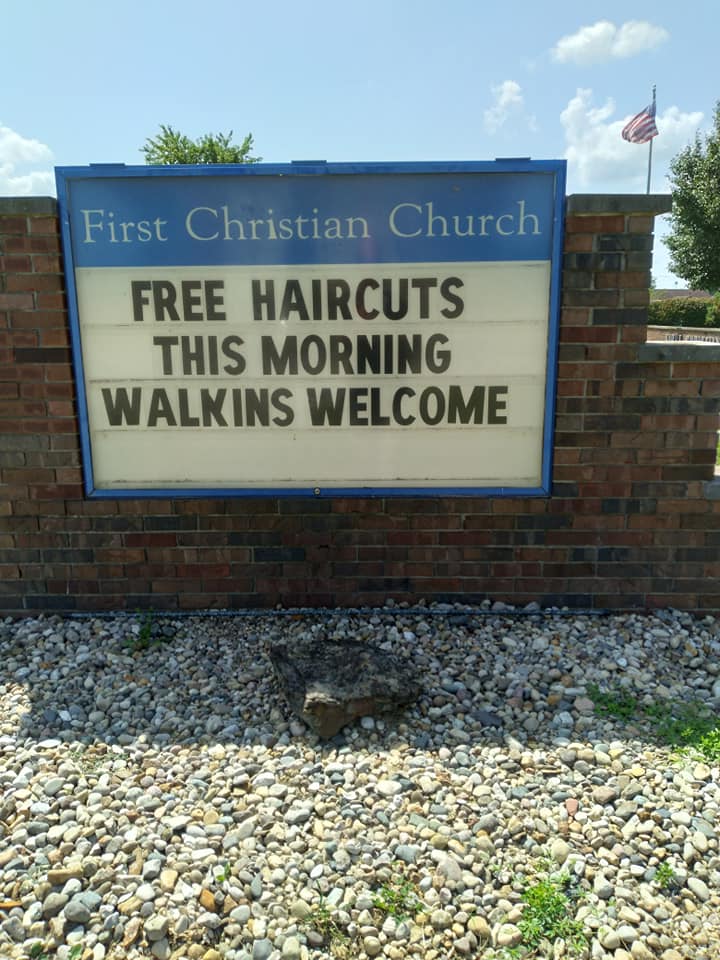 First Christian Church
FREE HAIRCUTS
THIS MORNING
WALKINS WELCOME